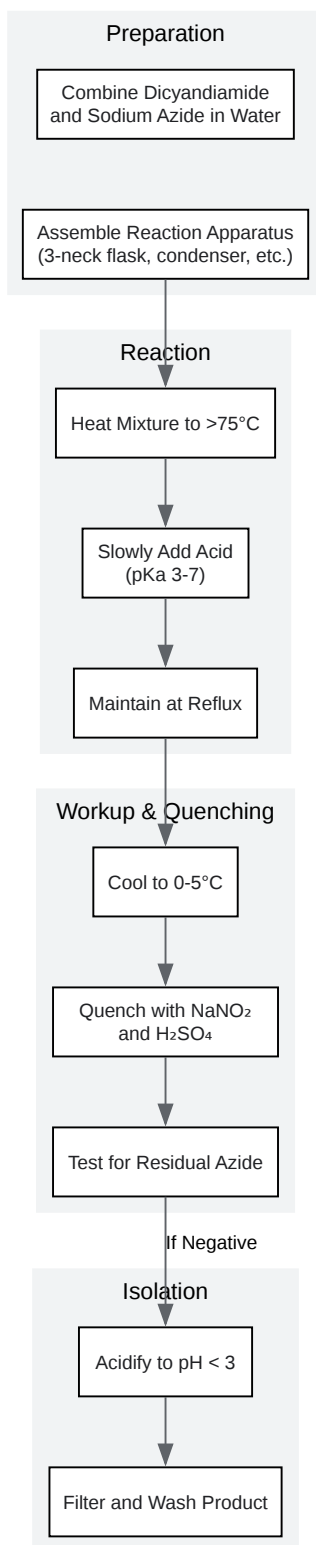 Preparation
Combine Dicyandiamide
and Sodium Azide in Water
Assemble Reaction Apparatus
(3-neck flask, condenser, etc.)
Reaction
Heat Mixture to >75°C
Slowly Add Acid
(pKa 3-7)
Maintain at Reflux
Workup & Quenching
Cool to 0-5°C
Quench with NaNO₂
and H₂SO₄
Test for Residual Azide
If Negative
Isolation
Acidify to pH < 3
Filter and Wash Product